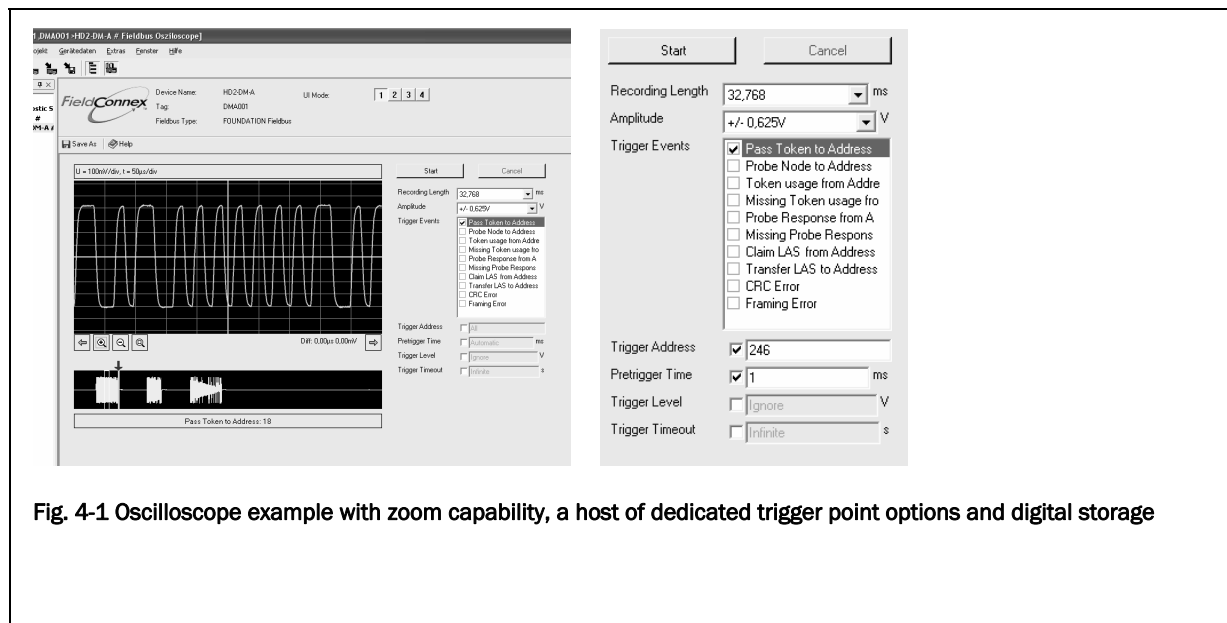 1,DMA001>HD2-DM-A # Fieldbus Osziloscope]
ojekt Gerätedaten Extras Fenster Hilfe
ostic S
#
DM-A #
FieldConnex
Device Name: HD2-DM-A
Tag: DMA001
Fieldbus Type: FOUNDATION Fieldbus
UI Mode: 1 2 3 4
Save As Help
U = 100mV/div, t = 50µs/div
Start Cancel
Recording Length 32,768 ms
Amplitude +/- 0,625V V
Trigger Events
Pass Token to Address
Probe Node to Address
Token usage from Addre
Missing Token usage fro
Probe Response from A
Missing Probe Respons
Claim LAS from Address
Transfer LAS to Address
CRC Error
Framing Error
Trigger Address All
Pretrigger Time Automatic ms
Trigger Level Ignore V
Trigger Timeout Infinite s
Diff: 0,00µs 0,00mV
Pass Token to Address: 18
Start Cancel
Recording Length 32,768 ms
Amplitude +/- 0,625V V
Trigger Events
Pass Token to Address
Probe Node to Address
Token usage from Addre
Missing Token usage fro
Probe Response from A
Missing Probe Respons
Claim LAS from Address
Transfer LAS to Address
CRC Error
Framing Error
Trigger Address 246
Pretrigger Time 1 ms
Trigger Level Ignore V
Trigger Timeout Infinite s
Fig. 4-1 Oscilloscope example with zoom capability, a host of dedicated trigger point options and digital storage